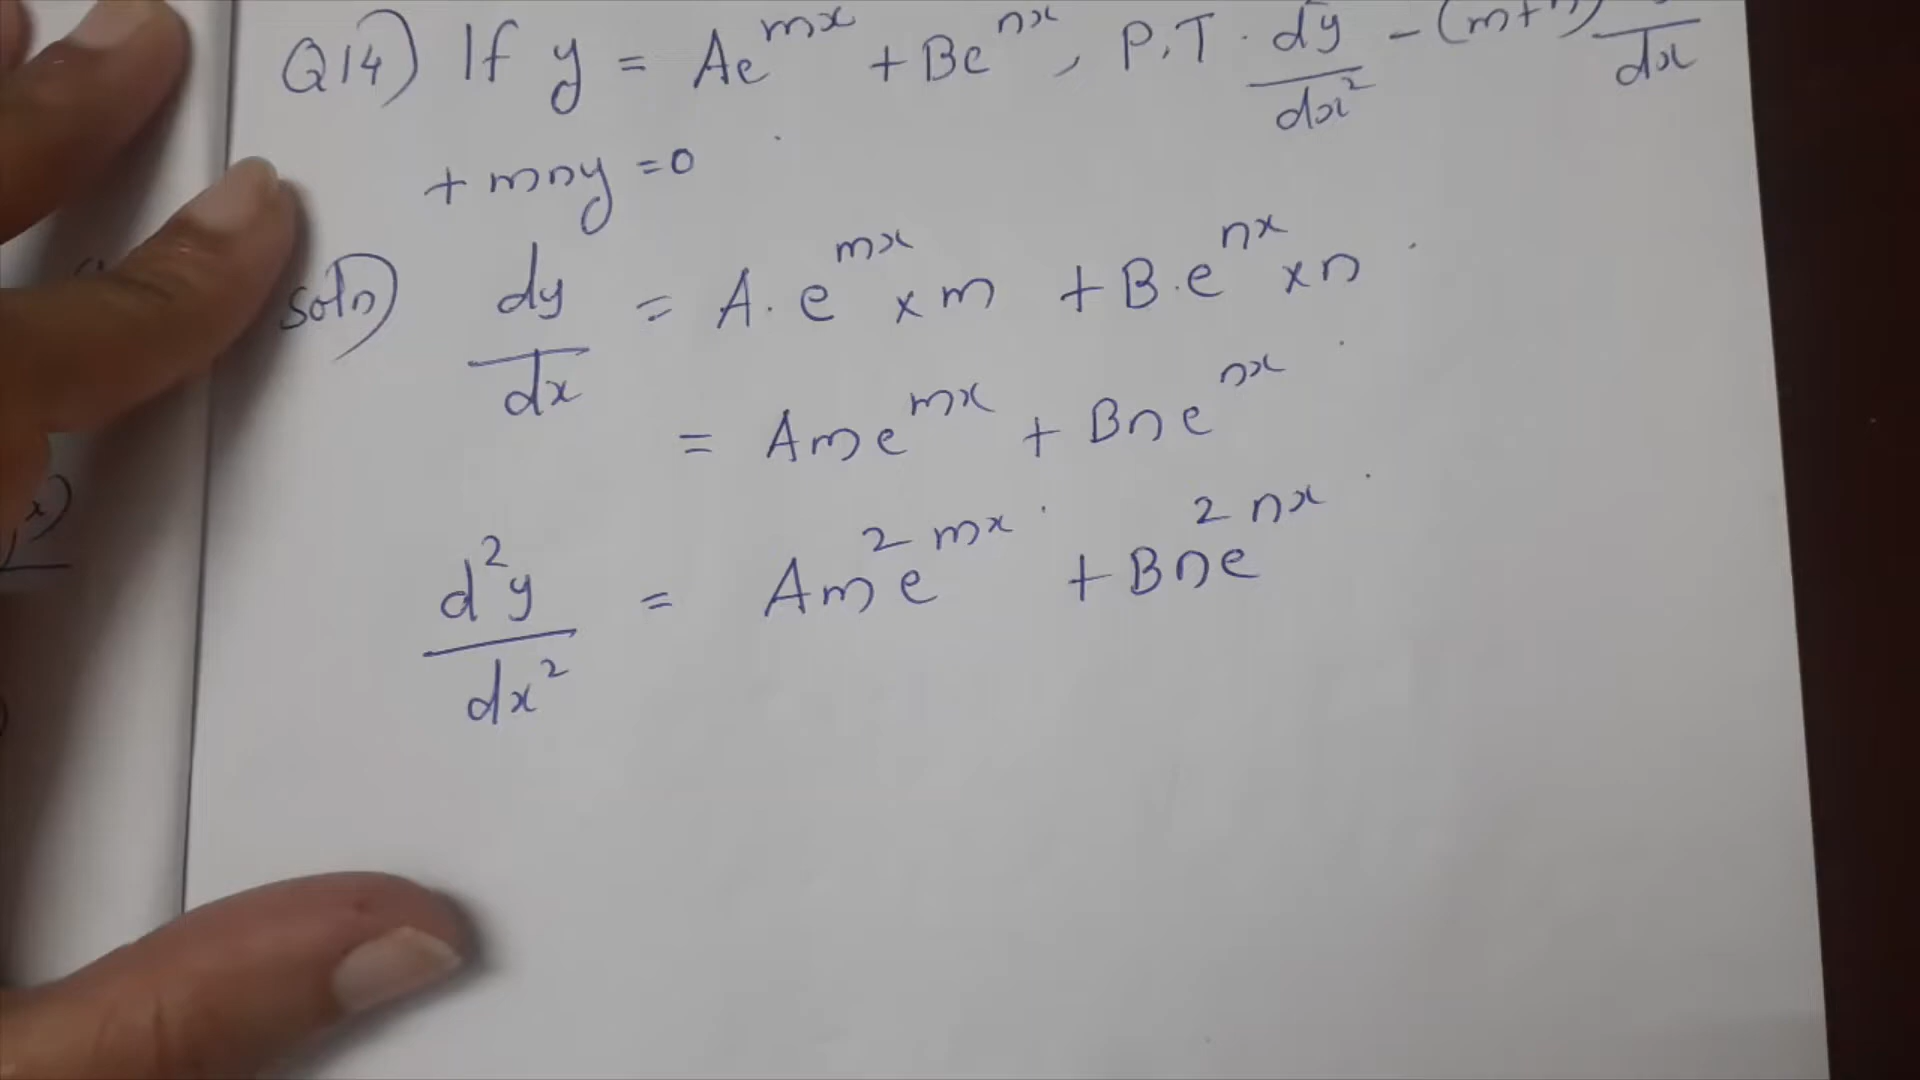 Q14) If y = Ae^mx + Be^nx, P.T. dy/dx² - (m+n) /dx
+ mny = 0
Soln) dy/dx = A.e^mx × m + B.e^nx × n
= Ame^mx + Bne^nx
d²y/dx² = Am²e^mx + Bn²e^nx
x)